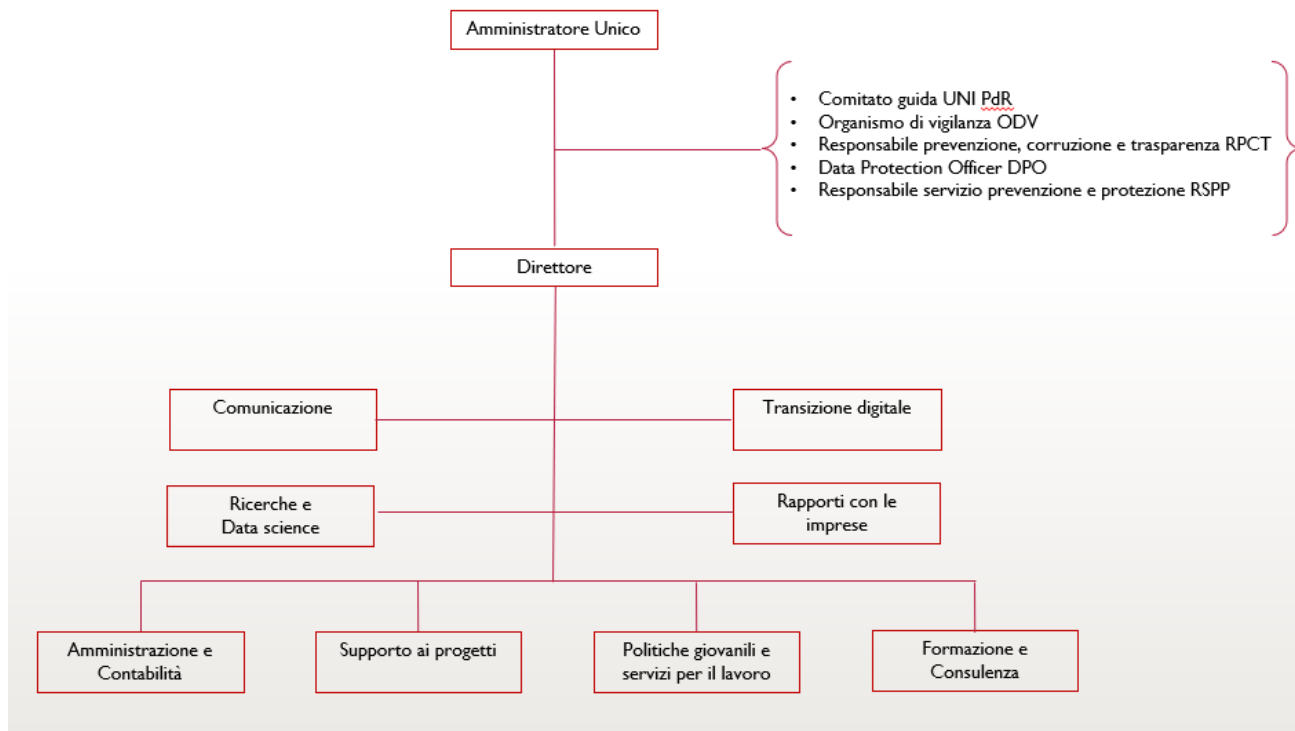 Amministratore Unico
• Comitato guida UNI PdR
• Organismo di vigilanza ODV
• Responsabile prevenzione, corruzione e trasparenza RPCT
• Data Protection Officer DPO
• Responsabile servizio prevenzione e protezione RSPP
Direttore
Comunicazione
Transizione digitale
Ricerche e
Data science
Rapporti con le
imprese
Amministrazione e
Contabilità
Supporto ai progetti
Politiche giovanili e
servizi per il lavoro
Formazione e
Consulenza